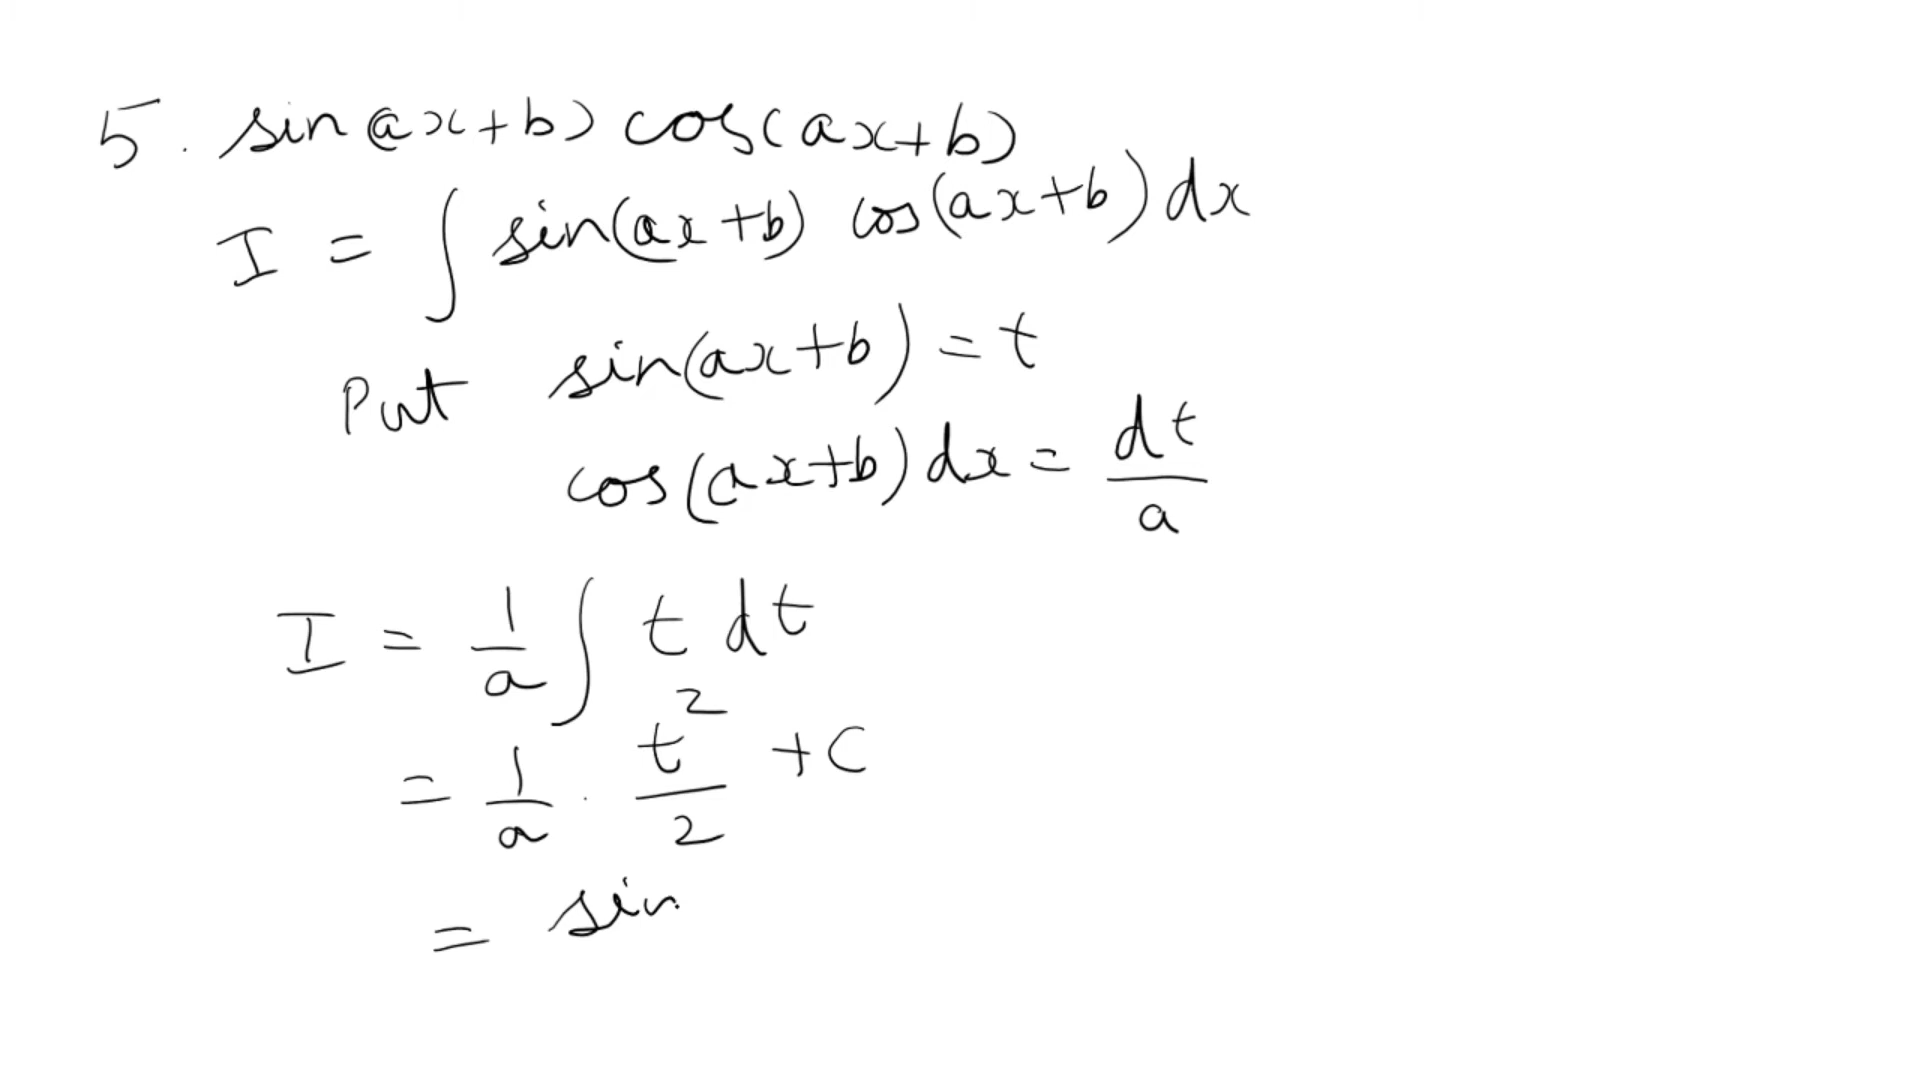 5. sin(ax+b) cos(ax+b)
I = ∫ sin(ax+b) cos(ax+b) dx
Put sin(ax+b) = t
cos(ax+b) dx = dt/a
I = 1/a ∫ t dt
= 1/a · t²/2 + C
= sin